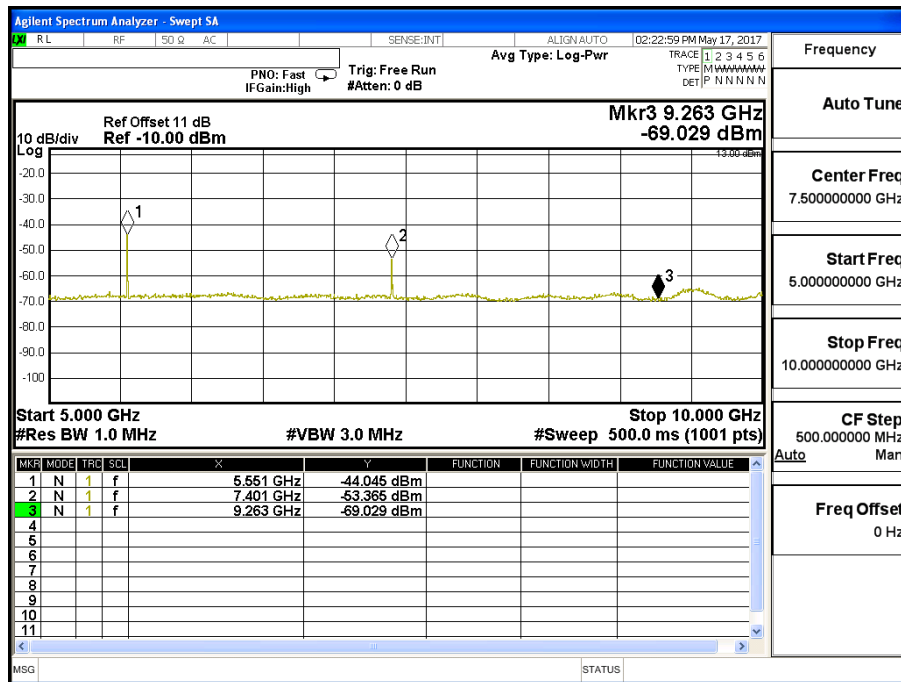 Agilent Spectrum Analyzer - Swept SA
LXI RL RF 50 Ω AC SENSE:INT ALIGN AUTO 02:22:59 PM May 17, 2017
Avg Type: Log-Pwr
TRACE 1 2 3 4 5 6
PNO: Fast Trig: Free Run
TYPE M WWWWW
IFGain:High #Atten: 0 dB
DET P N N N N N
Ref Offset 11 dB
Mkr3 9.263 GHz
10 dB/div Ref -10.00 dBm
-69.029 dBm
Log
-13.00 dBm
-20.0
-30.0
-40.0
-50.0
-60.0
-70.0
-80.0
-90.0
-100
1
2
3
Start 5.000 GHz Stop 10.000 GHz
#Res BW 1.0 MHz #VBW 3.0 MHz #Sweep 500.0 ms (1001 pts)
MKR MODE TRC SCL X Y FUNCTION FUNCTION WIDTH FUNCTION VALUE
1 N 1 f 5.551 GHz -44.045 dBm
2 N 1 f 7.401 GHz -53.365 dBm
3 N 1 f 9.263 GHz -69.029 dBm
4
5
6
7
8
9
10
11
MSG STATUS
Frequency
Auto Tune
Center Freq
7.500000000 GHz
Start Freq
5.000000000 GHz
Stop Freq
10.000000000 GHz
CF Step
500.000000 MHz
Auto Man
Freq Offset
0 Hz